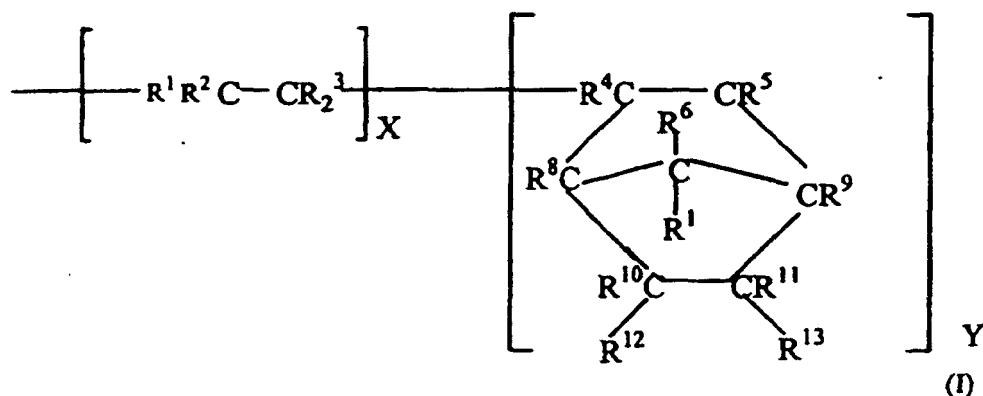 R¹R²C CR₂³ X R⁴C CR⁵
R⁶
R⁸C C CR⁹
R¹
R¹⁰C CR¹¹
R¹² R¹³ Y
(I)